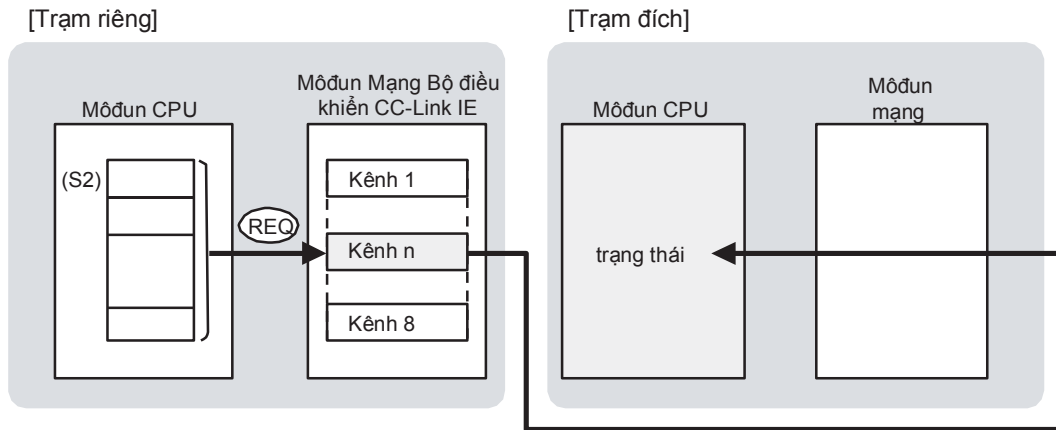 [Trạm riêng]
[Trạm đích]
Môđun CPU
Môđun Mạng Bộ điều
khiển CC-Link IE
(S2)
REQ
Kênh 1
Kênh n
Kênh 8
Môđun CPU
Môđun
mạng
trạng thái